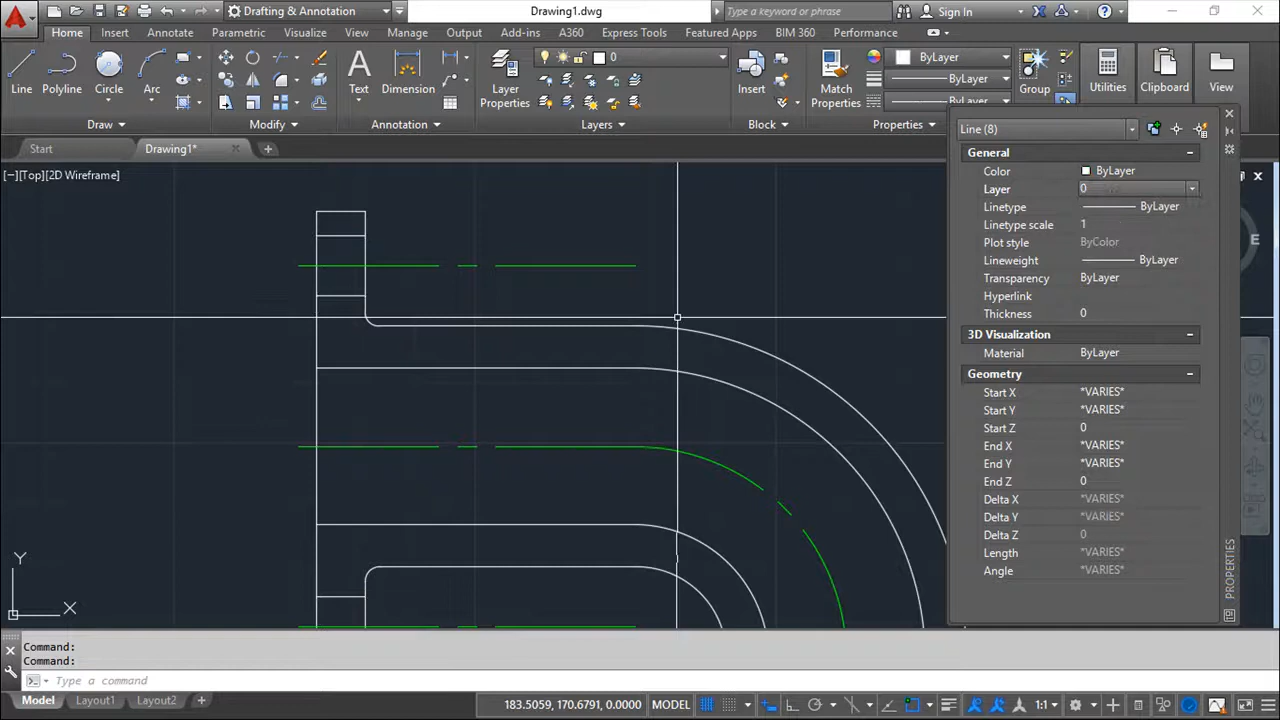 Drafting & Annotation
Drawing1.dwg
Type a keyword or phrase
Sign In
Home Insert Annotate Parametric Visualize View Manage Output Add-ins A360 Express Tools Featured Apps BIM 360 Performance
0
ByLayer
ByLayer
ByLayer
Line
Polyline
Circle
Arc
Text
Dimension
Layer Properties
Insert
Match Properties
Group
Utilities
Clipboard
View
Draw
Modify
Annotation
Layers
Block
Properties
Start
Drawing1*
[−][Top][2D Wireframe]
E
Line (8)
General
Color ByLayer
Layer 0
Linetype ByLayer
Linetype scale 1
Plot style ByColor
Lineweight ByLayer
Transparency ByLayer
Hyperlink
Thickness 0
3D Visualization
Material ByLayer
Geometry
Start X *VARIES*
Start Y *VARIES*
Start Z 0
End X *VARIES*
End Y *VARIES*
End Z 0
Delta X *VARIES*
Delta Y *VARIES*
Delta Z 0
Length *VARIES*
Angle *VARIES*
PROPERTIES
Y
X
Command:
Command:
Type a command
Model Layout1 Layout2
183.5059, 170.6791, 0.0000 MODEL
1:1